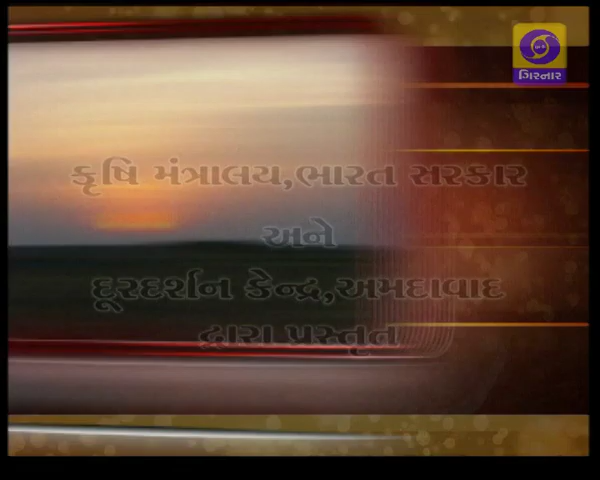 ગિરનાર
કૃષિ મંત્રાલય,ભારત સરકાર
અને
દૂરદર્શન કેન્દ્ર,અમદાવાદ
દ્વારા પ્રસ્તૃત